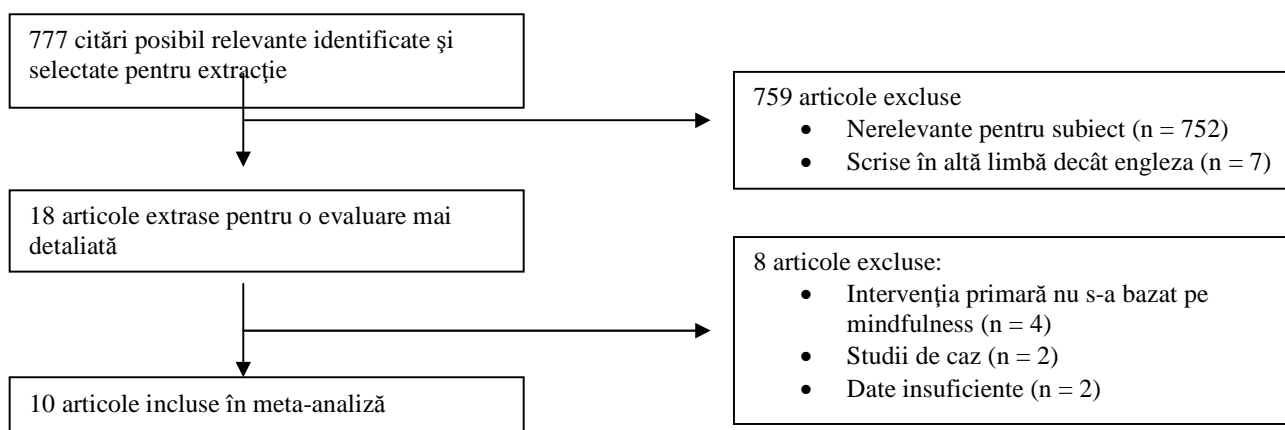 777 citări posibil relevante identificate şi
selectate pentru extracţie
759 articole excluse
• Nerelevante pentru subiect (n = 752)
• Scrise în altă limbă decât engleza (n = 7)
18 articole extrase pentru o evaluare mai
detaliată
8 articole excluse:
• Intervenţia primară nu s-a bazat pe
mindfulness (n = 4)
• Studii de caz (n = 2)
• Date insuficiente (n = 2)
10 articole incluse în meta-analiză